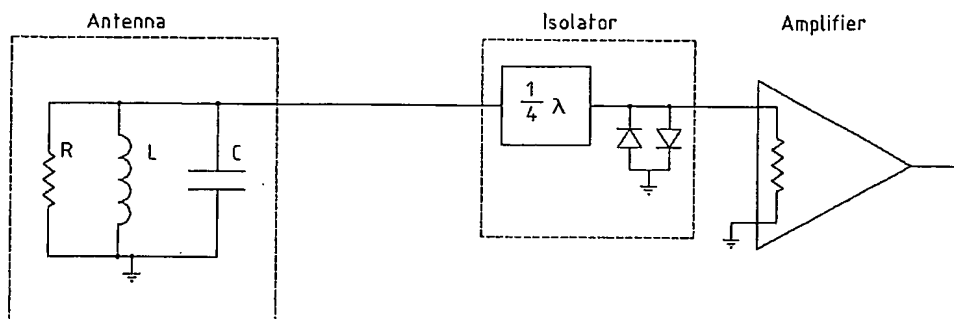 Antenna
Isolator
Amplifier
1/4 λ
R
L
C